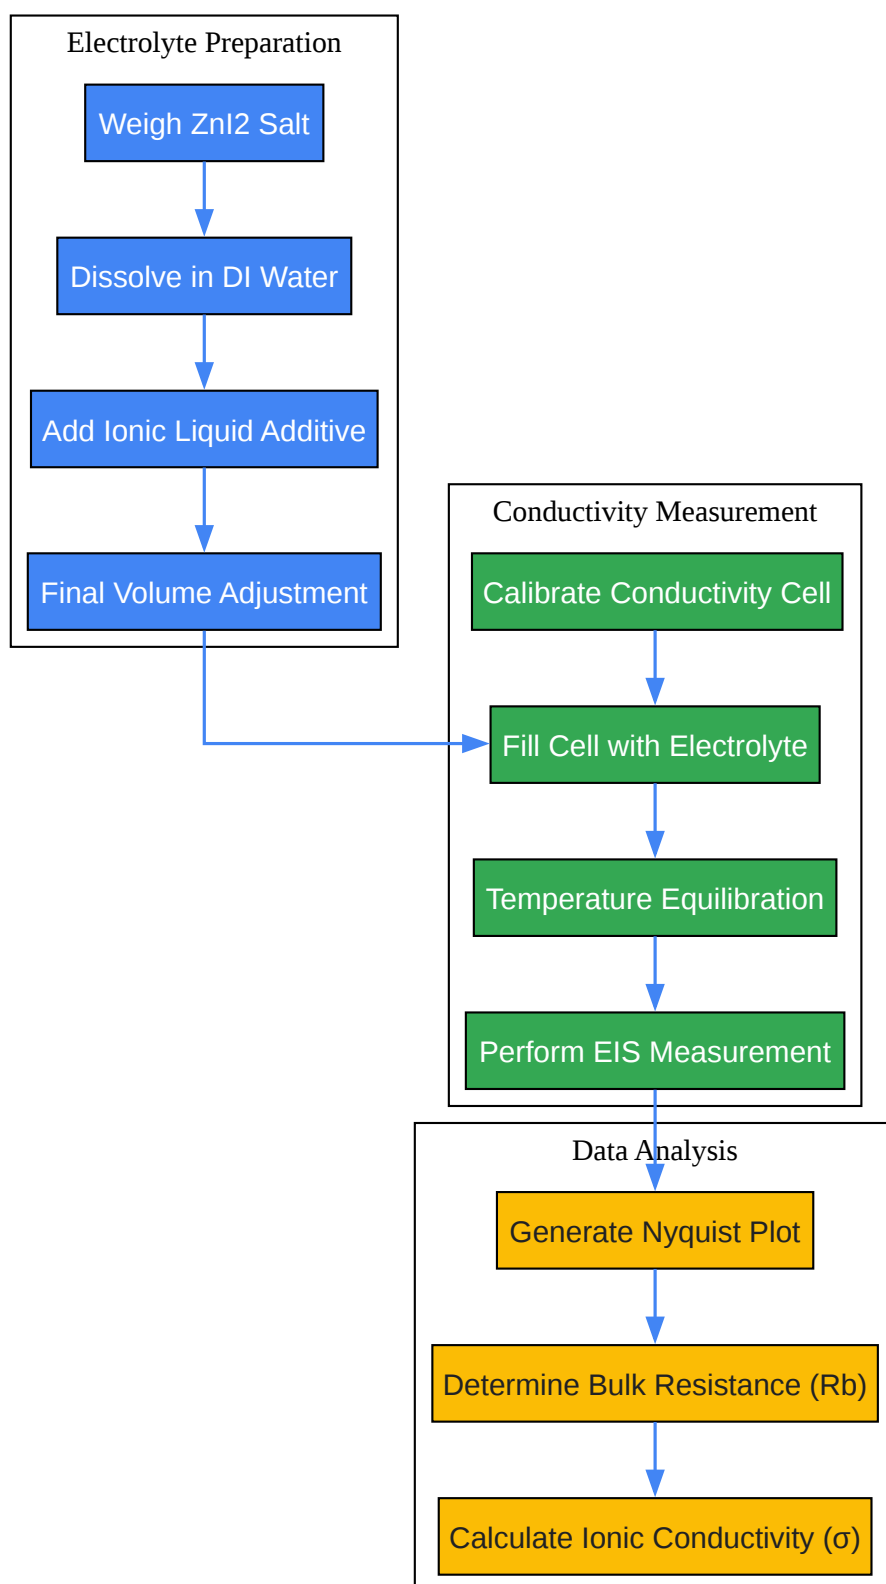 Electrolyte Preparation
Weigh ZnI2 Salt
Dissolve in DI Water
Add Ionic Liquid Additive
Final Volume Adjustment
Conductivity Measurement
Calibrate Conductivity Cell
Fill Cell with Electrolyte
Temperature Equilibration
Perform EIS Measurement
Data Analysis
Generate Nyquist Plot
Determine Bulk Resistance (Rb)
Calculate Ionic Conductivity (σ)